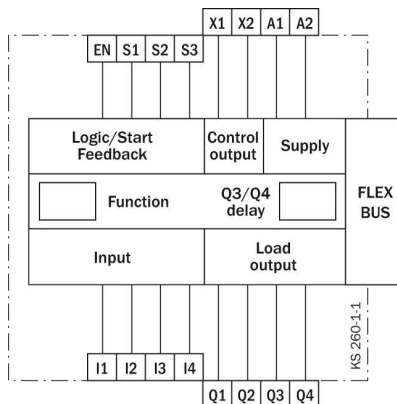 X1 X2 A1 A2
EN S1 S2 S3
Logic/Start
Feedback
Control
output
Supply
Function
Q3/Q4
delay
FLEX
BUS
Input
Load
output
KS 260-1-1
I1 I2 I3 I4
Q1 Q2 Q3 Q4